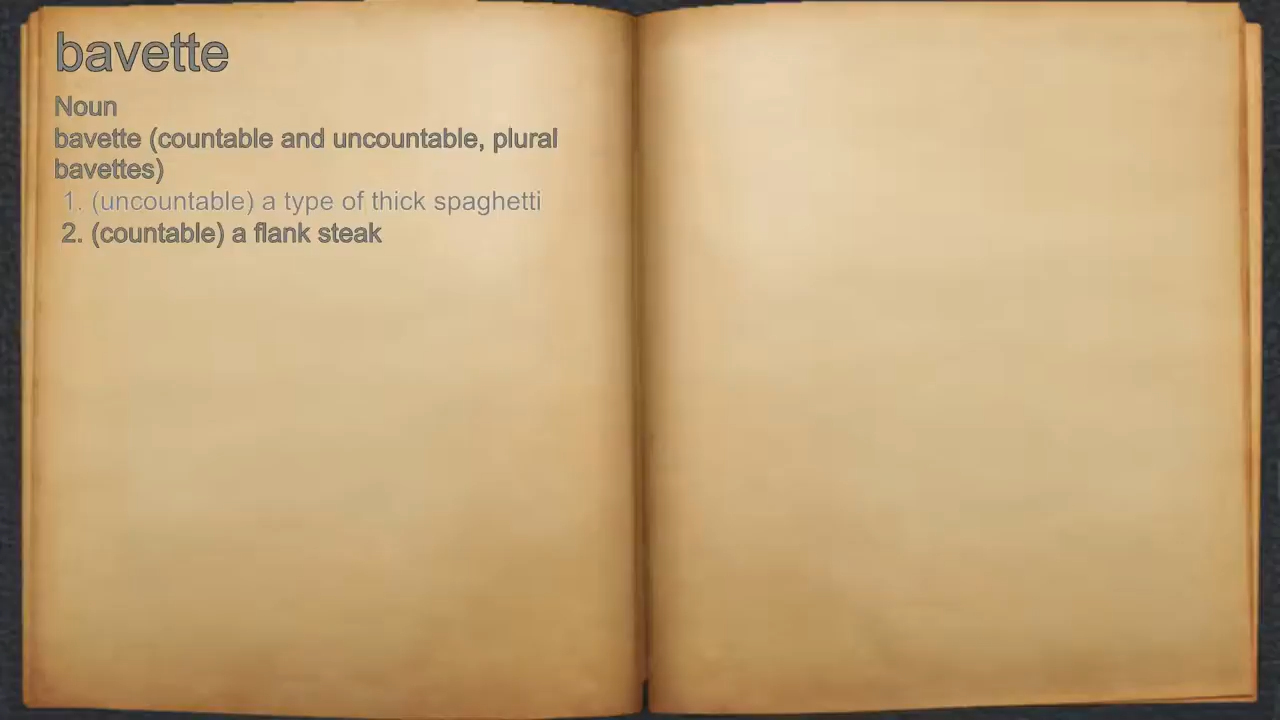 bavette
Noun
bavette (countable and uncountable, plural
bavettes)
1. (uncountable) a type of thick spaghetti
2. (countable) a flank steak